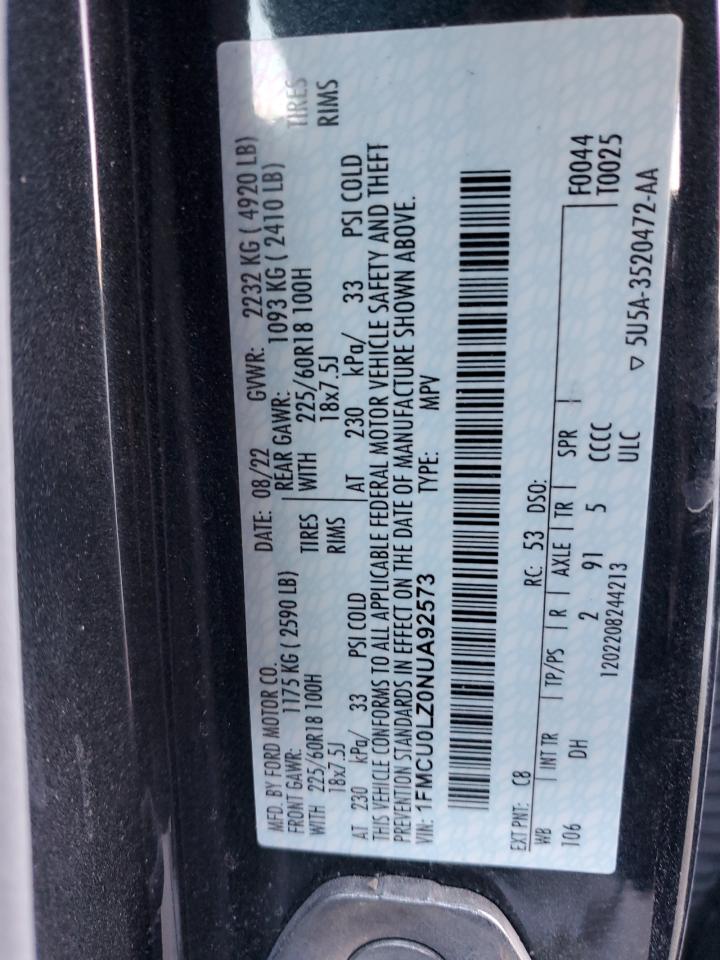 MFD. BY FORD MOTOR CO. DATE: 08/22 GVWR: 2232 KG ( 4920 LB)
FRONT GAWR: 1175 KG ( 2590 LB) REAR GAWR: 1093 KG ( 2410 LB)
WITH 225/60R18 100H TIRES WITH 225/60R18 100H TIRES
18x7.5J RIMS 18x7.5J RIMS
AT 230 kPa/ 33 PSI COLD AT 230 kPa/ 33 PSI COLD
THIS VEHICLE CONFORMS TO ALL APPLICABLE FEDERAL MOTOR VEHICLE SAFETY AND THEFT
PREVENTION STANDARDS IN EFFECT ON THE DATE OF MANUFACTURE SHOWN ABOVE.
VIN: 1FMCU0LZ0NUA92573 TYPE: MPV
EXT PNT: C8 RC: 53 DSO:
WB INT TR TP/PS R AXLE TR SPR F0044
106 DH 2 91 5 CCCC T0025
1202208244213 ULC
▽ 5U5A-3520472-AA